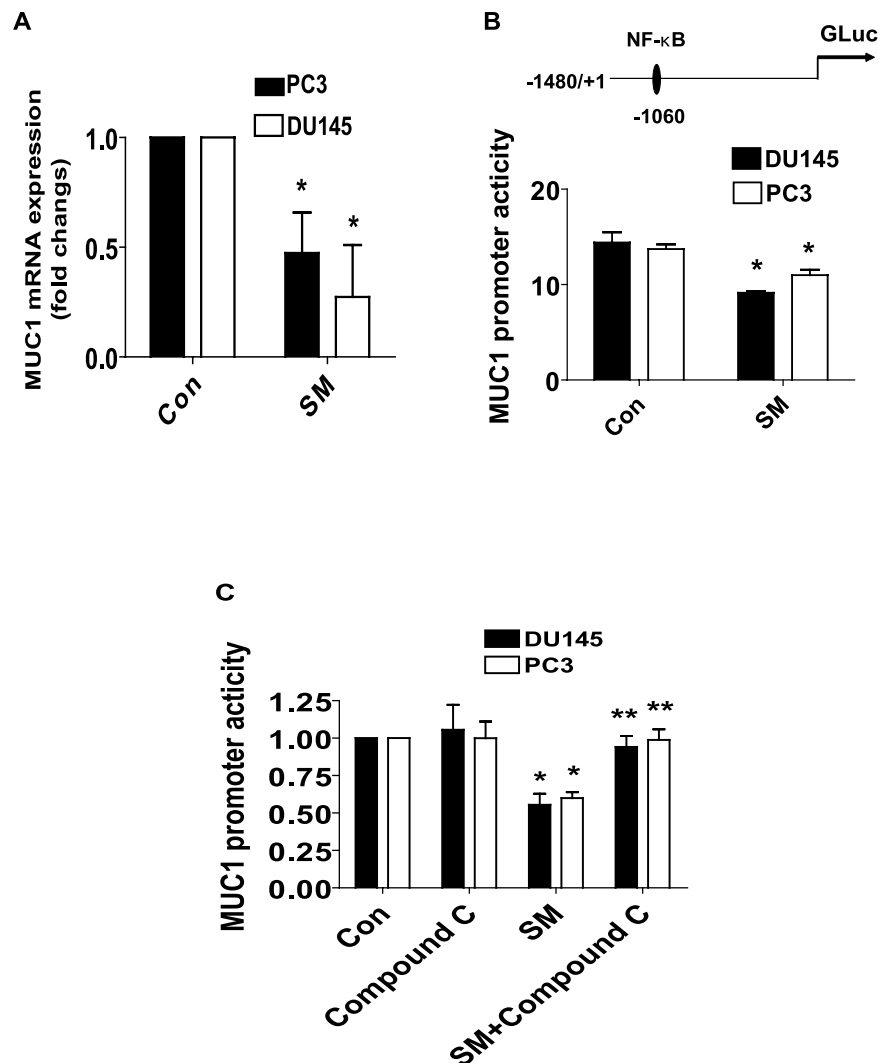 A
PC3
DU145
MUC1 mRNA expression
(fold changs)
1.0
0.5
0.0
*
*
Con
SM
B
NF-κB
GLuc
-1480/+1
-1060
DU145
PC3
MUC1 promoter acticity
20
10
0
*
*
Con
SM
C
DU145
PC3
MUC1 promoter acticity
1.25
1.00
0.75
0.50
0.25
0.00
*
*
**
**
Con
Compound C
SM
SM+Compound C